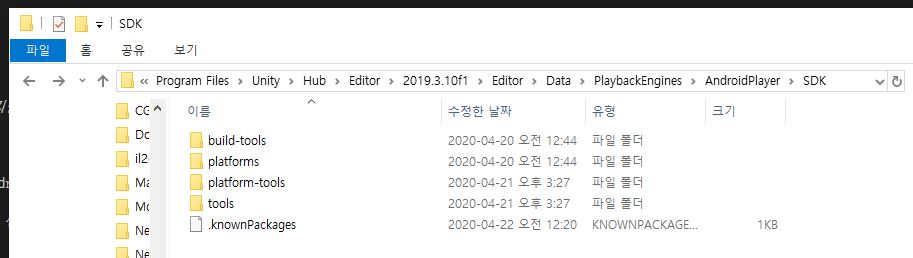 SDK
파일 홈 공유 보기
« Program Files > Unity > Hub > Editor > 2019.3.10f1 > Editor > Data > PlaybackEngines > AndroidPlayer > SDK
이름 수정한 날짜 유형 크기
CG
Do
il2
Ma
Mo
Ne
Ne
build-tools 2020-04-20 오전 12:44 파일 폴더
platforms 2020-04-20 오전 12:44 파일 폴더
platform-tools 2020-04-21 오후 3:27 파일 폴더
tools 2020-04-21 오후 3:27 파일 폴더
.knownPackages 2020-04-22 오전 12:20 KNOWNPACKAGE... 1KB